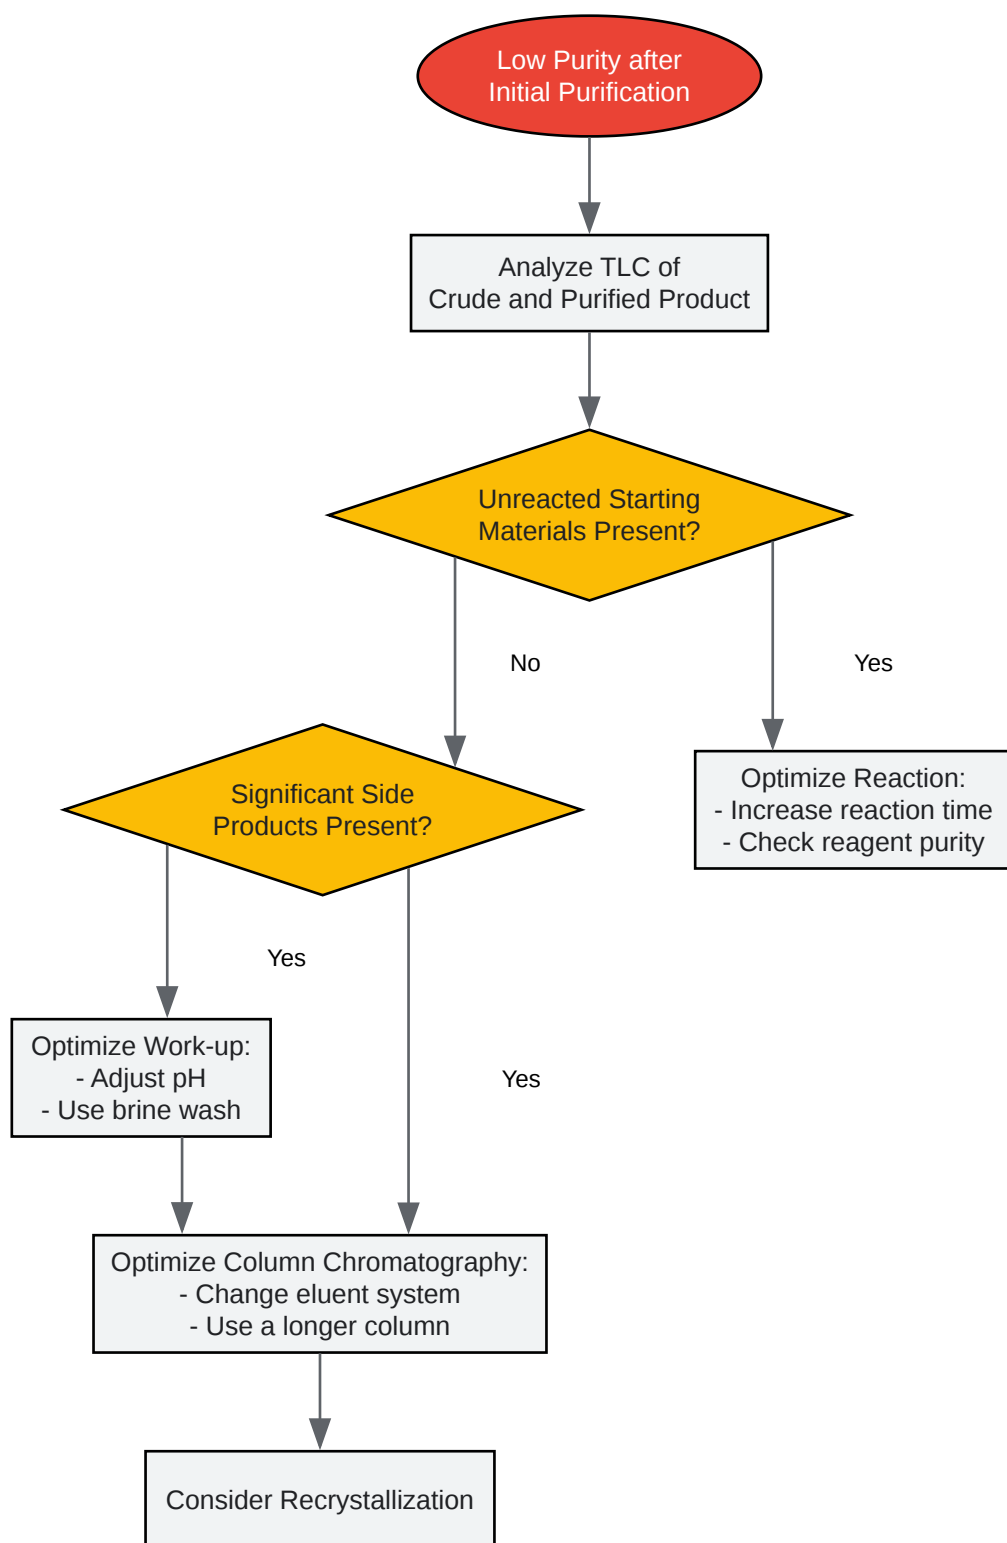 Low Purity after
Initial Purification
Analyze TLC of
Crude and Purified Product
Unreacted Starting
Materials Present?
No
Yes
Significant Side
Products Present?
Optimize Reaction:
- Increase reaction time
- Check reagent purity
Yes
Optimize Work-up:
- Adjust pH
- Use brine wash
Yes
Optimize Column Chromatography:
- Change eluent system
- Use a longer column
Consider Recrystallization